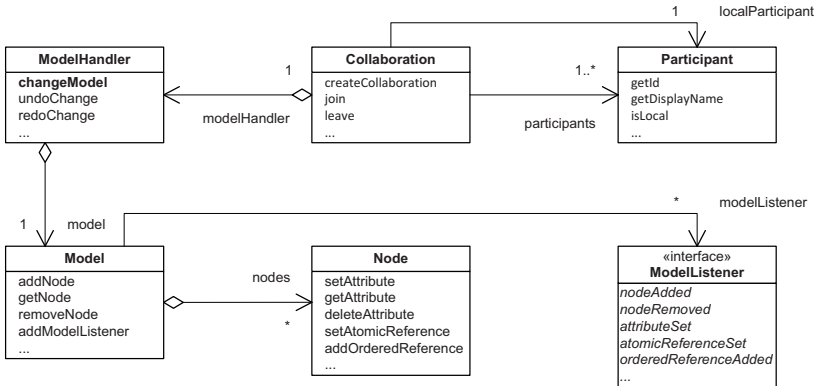 1 localParticipant
ModelHandler
changeModel
undoChange
redoChange
...
1
modelHandler
Collaboration
createCollaboration
join
leave
...
1..*
participants
Participant
getId
getDisplayName
isLocal
...
1 model
* modelListener
Model
addNode
getNode
removeNode
addModelListener
...
nodes
*
Node
setAttribute
getAttribute
deleteAttribute
setAtomicReference
addOrderedReference
...
«interface»
ModelListener
nodeAdded
nodeRemoved
attributeSet
atomicReferenceSet
orderedReferenceAdded
...